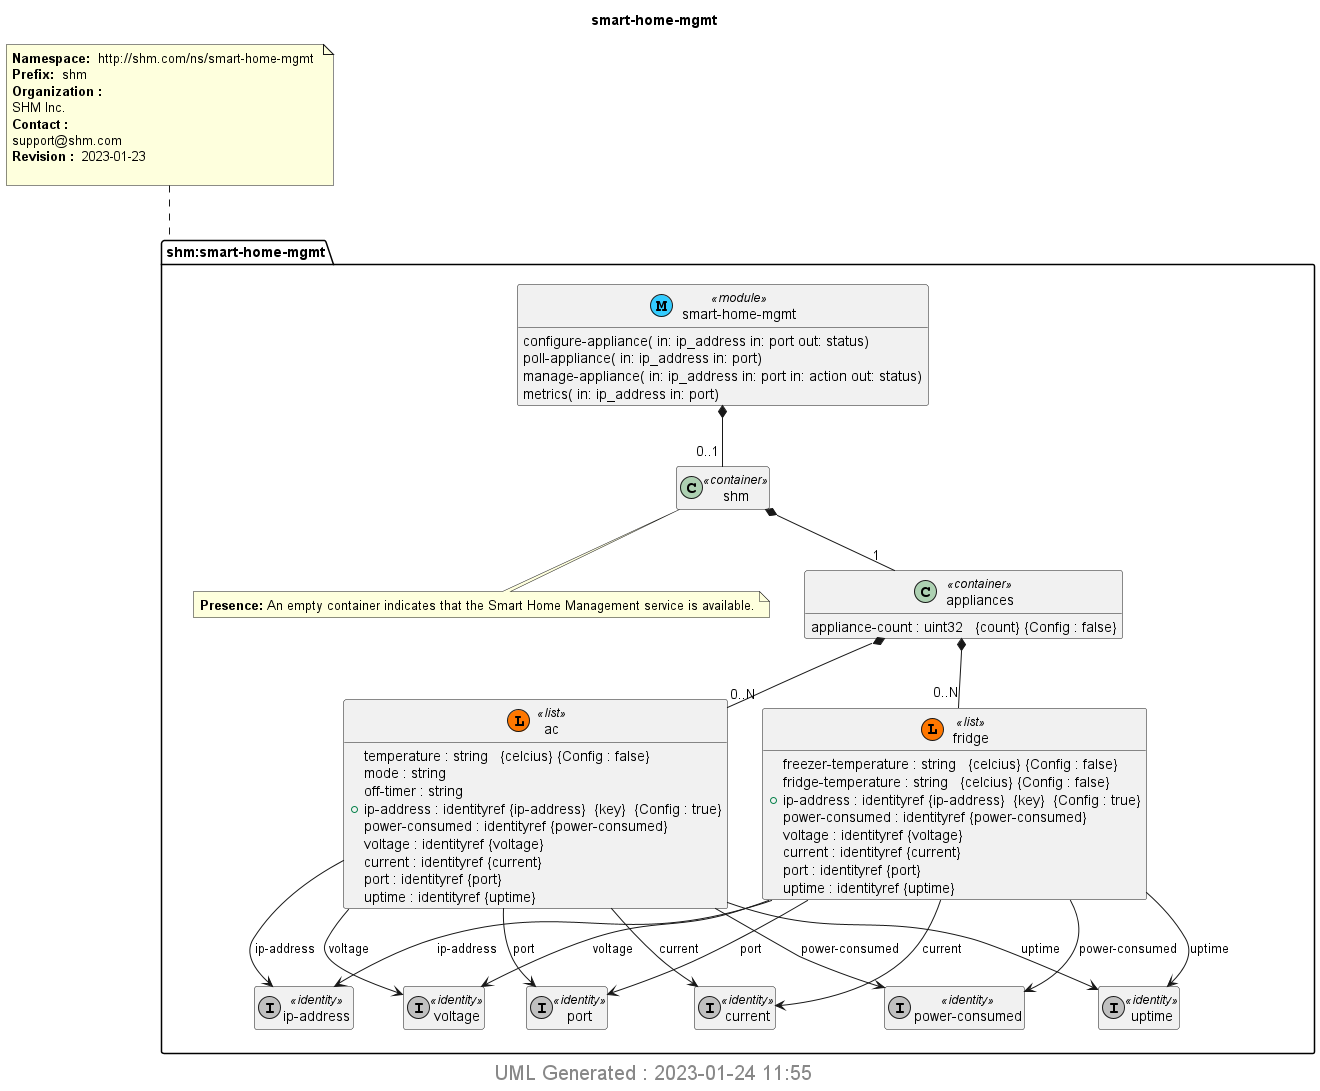 smart-home-mgmt
Namespace: http://shm.com/ns/smart-home-mgmt
Prefix: shm
Organization :
SHM Inc.
Contact :
support@shm.com
Revision : 2023-01-23
shm:smart-home-mgmt
M
«module»
smart-home-mgmt
configure-appliance( in: ip_address in: port out: status)
poll-appliance( in: ip_address in: port)
manage-appliance( in: ip_address in: port in: action out: status)
metrics( in: ip_address in: port)
0..1
C
«container»
shm
1
Presence: An empty container indicates that the Smart Home Management service is available.
C
«container»
appliances
appliance-count : uint32 {count} {Config : false}
0..N
0..N
L
«list»
ac
temperature : string {celcius} {Config : false}
mode : string
off-timer : string
ip-address : identityref {ip-address} {key} {Config : true}
power-consumed : identityref {power-consumed}
voltage : identityref {voltage}
current : identityref {current}
port : identityref {port}
uptime : identityref {uptime}
L
«list»
fridge
freezer-temperature : string {celcius} {Config : false}
fridge-temperature : string {celcius} {Config : false}
ip-address : identityref {ip-address} {key} {Config : true}
power-consumed : identityref {power-consumed}
voltage : identityref {voltage}
current : identityref {current}
port : identityref {port}
uptime : identityref {uptime}
ip-address
voltage
ip-address
port
voltage
current
port
power-consumed
current
uptime
power-consumed
uptime
I
«identity»
ip-address
I
«identity»
voltage
I
«identity»
port
I
«identity»
current
I
«identity»
power-consumed
I
«identity»
uptime
UML Generated : 2023-01-24 11:55